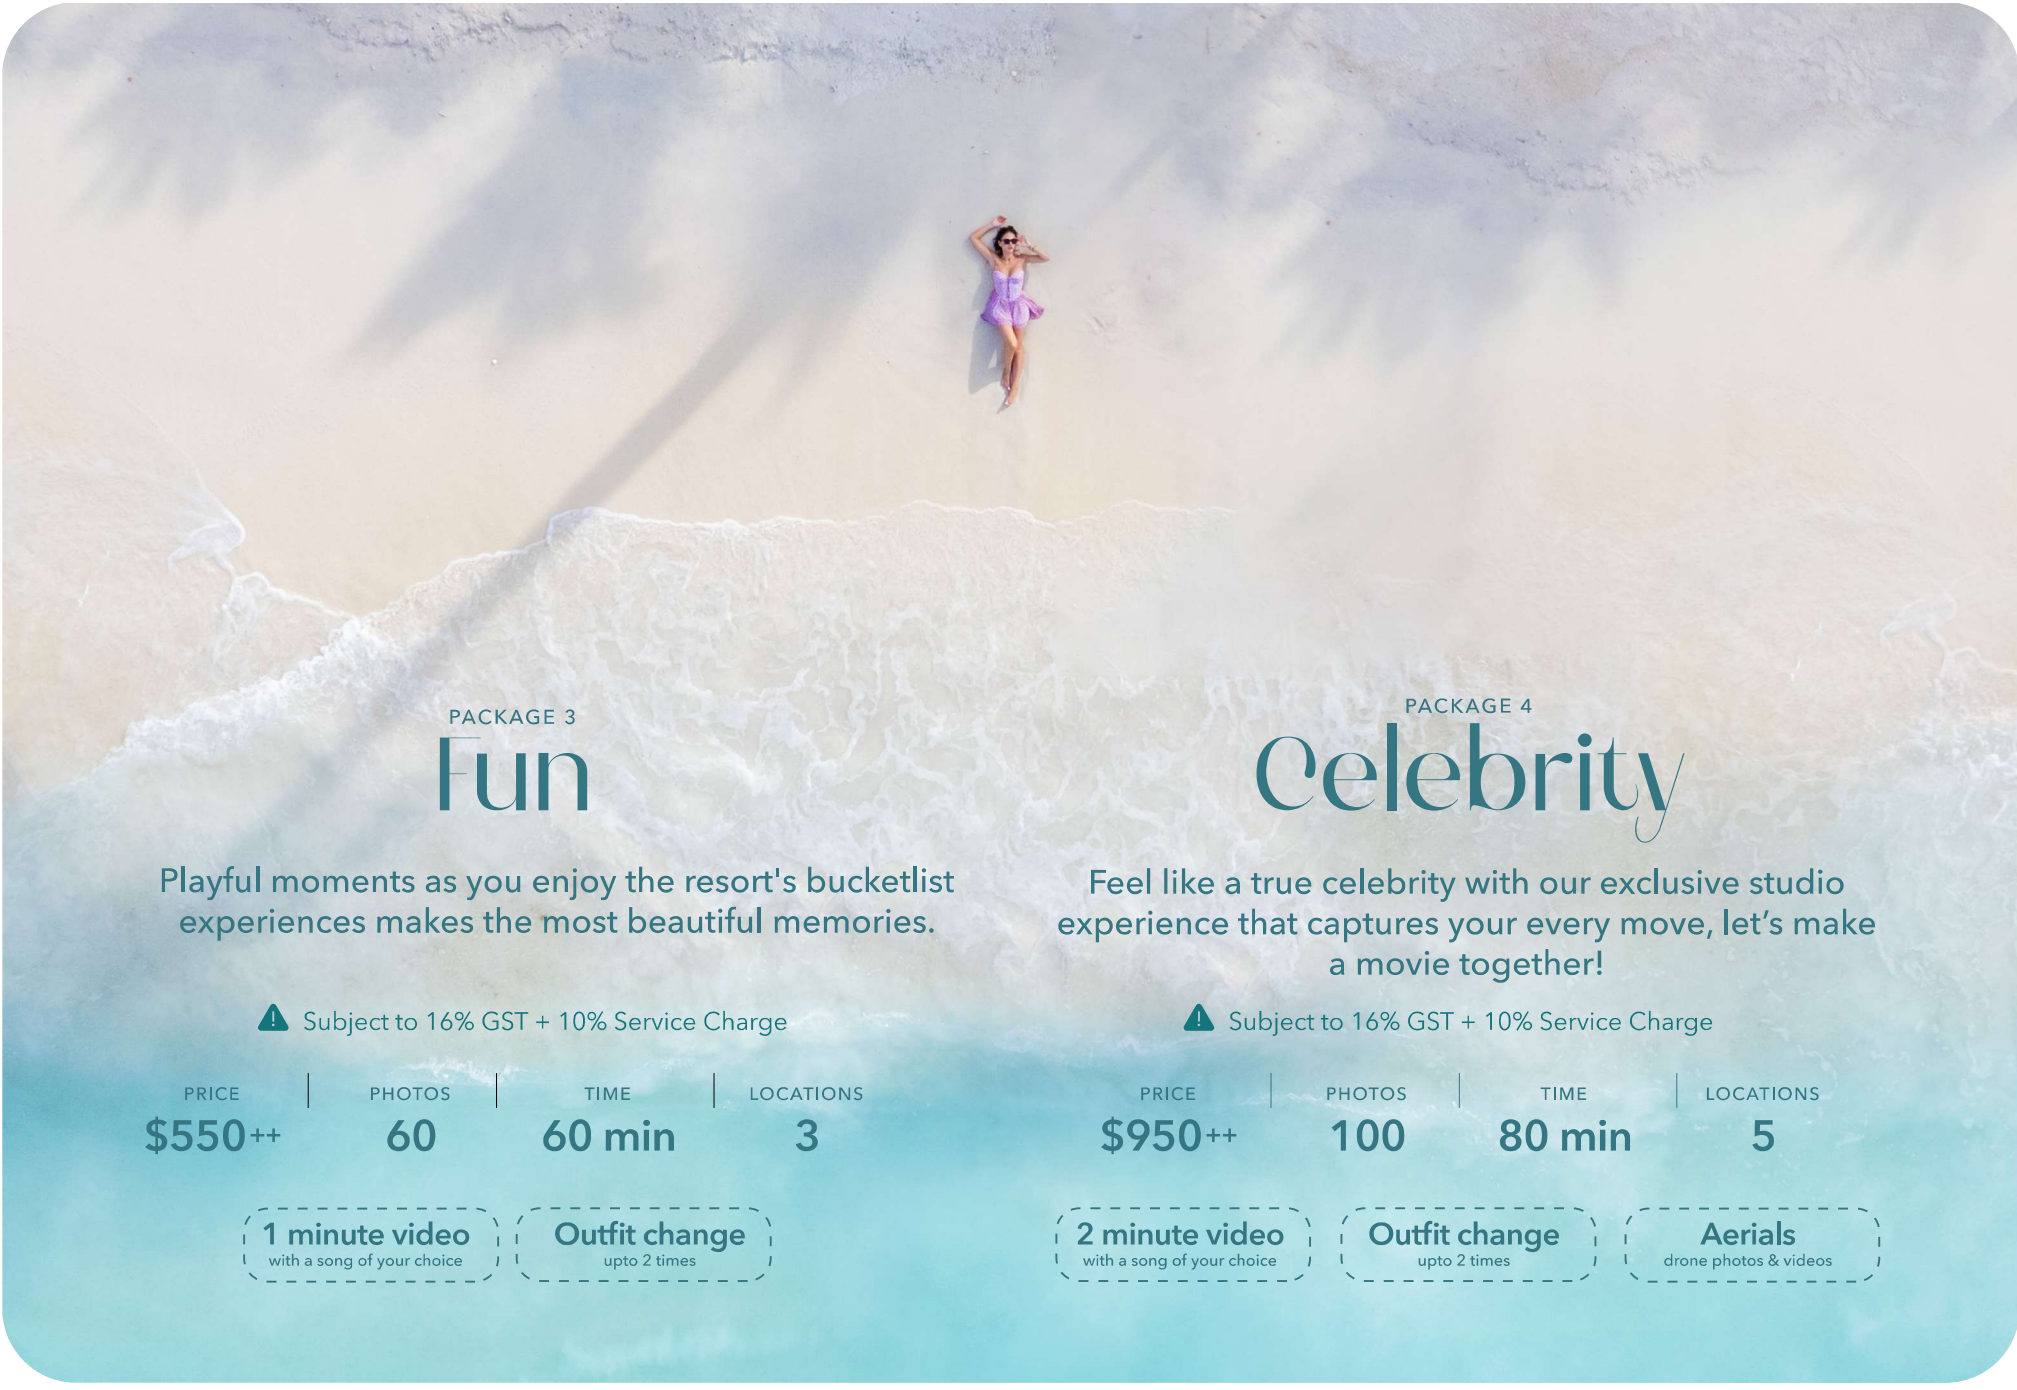 PACKAGE 3
Fun
Playful moments as you enjoy the resort's bucketlist
experiences makes the most beautiful memories.
Subject to 16% GST + 10% Service Charge
PRICE
$550++
PHOTOS
60
TIME
60 min
LOCATIONS
3
1 minute video
with a song of your choice
Outfit change
upto 2 times
PACKAGE 4
Celebrity
Feel like a true celebrity with our exclusive studio
experience that captures your every move, let’s make
a movie together!
Subject to 16% GST + 10% Service Charge
PRICE
$950++
PHOTOS
100
TIME
80 min
LOCATIONS
5
2 minute video
with a song of your choice
Outfit change
upto 2 times
Aerials
drone photos & videos